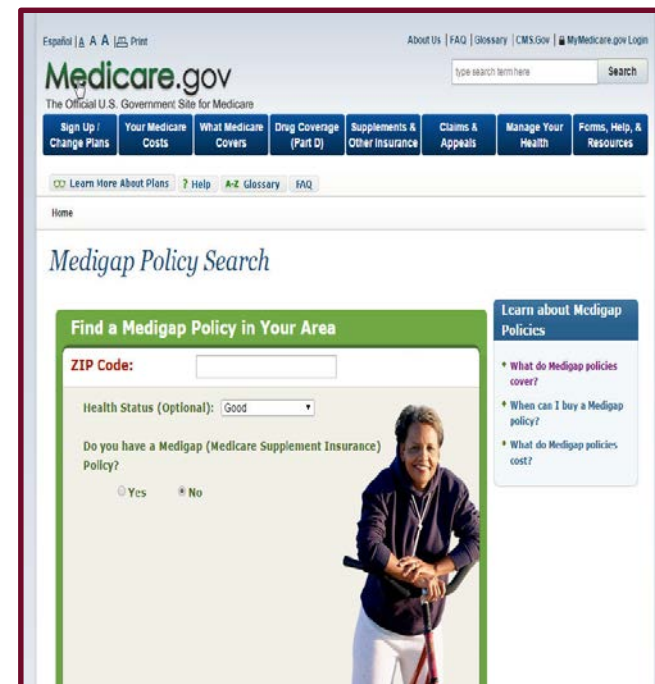 Español | A A A | Print
About Us | FAQ | Glossary | CMS.Gov | MyMedicare.gov Login
Medicare.gov
type search term here
Search
The Official U.S. Government Site for Medicare
Sign Up / Change Plans
Your Medicare Costs
What Medicare Covers
Drug Coverage (Part D)
Supplements & Other Insurance
Claims & Appeals
Manage Your Health
Forms, Help, & Resources
Learn More About Plans
? Help
A-Z Glossary
FAQ
Home
Medigap Policy Search
Find a Medigap Policy in Your Area
ZIP Code:
Health Status (Optional): Good
Do you have a Medigap (Medicare Supplement Insurance)
Policy?
Yes
No
Learn about Medigap
Policies
What do Medigap policies
cover?
When can I buy a Medigap
policy?
What do Medigap policies
cost?